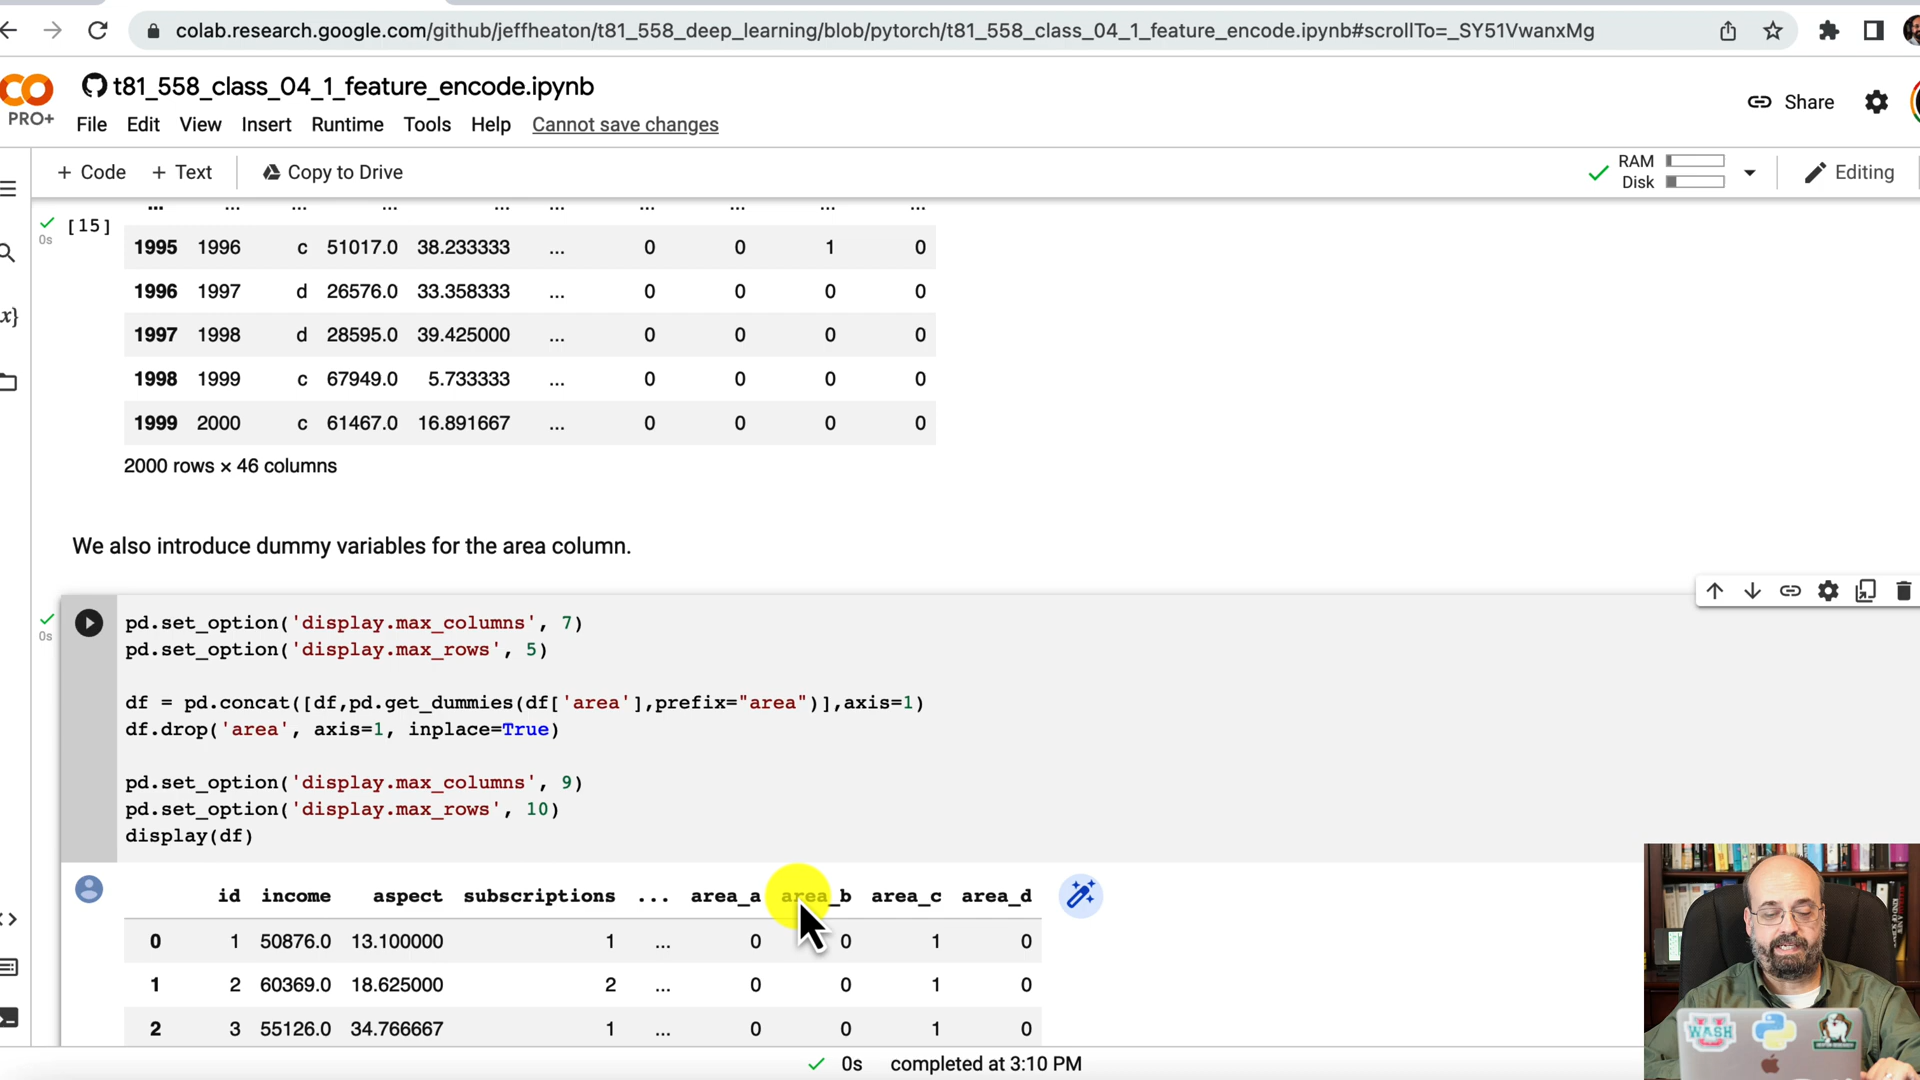 colab.research.google.com/github/jeffheaton/t81_558_deep_learning/blob/pytorch/t81_558_class_04_1_feature_encode.ipynb#scrollTo=_SY51VwanxMg
t81_558_class_04_1_feature_encode.ipynb
PRO+
File Edit View Insert Runtime Tools Help Cannot save changes
Share
+ Code + Text Copy to Drive
RAM
Disk
Editing
... ... ... ... ... ... ... ... ... ...
[15]
0s
1995 1996 c 51017.0 38.233333 ... 0 0 1 0
1996 1997 d 26576.0 33.358333 ... 0 0 0 0
1997 1998 d 28595.0 39.425000 ... 0 0 0 0
1998 1999 c 67949.0 5.733333 ... 0 0 0 0
1999 2000 c 61467.0 16.891667 ... 0 0 0 0
2000 rows × 46 columns
We also introduce dummy variables for the area column.
0s
pd.set_option('display.max_columns', 7)
pd.set_option('display.max_rows', 5)
df = pd.concat([df,pd.get_dummies(df['area'],prefix="area")],axis=1)
df.drop('area', axis=1, inplace=True)
pd.set_option('display.max_columns', 9)
pd.set_option('display.max_rows', 10)
display(df)
id income aspect subscriptions ... area_a area_b area_c area_d
0 1 50876.0 13.100000 1 ... 0 0 1 0
1 2 60369.0 18.625000 2 ... 0 0 1 0
2 3 55126.0 34.766667 1 ... 0 0 1 0
0s completed at 3:10 PM
WASH